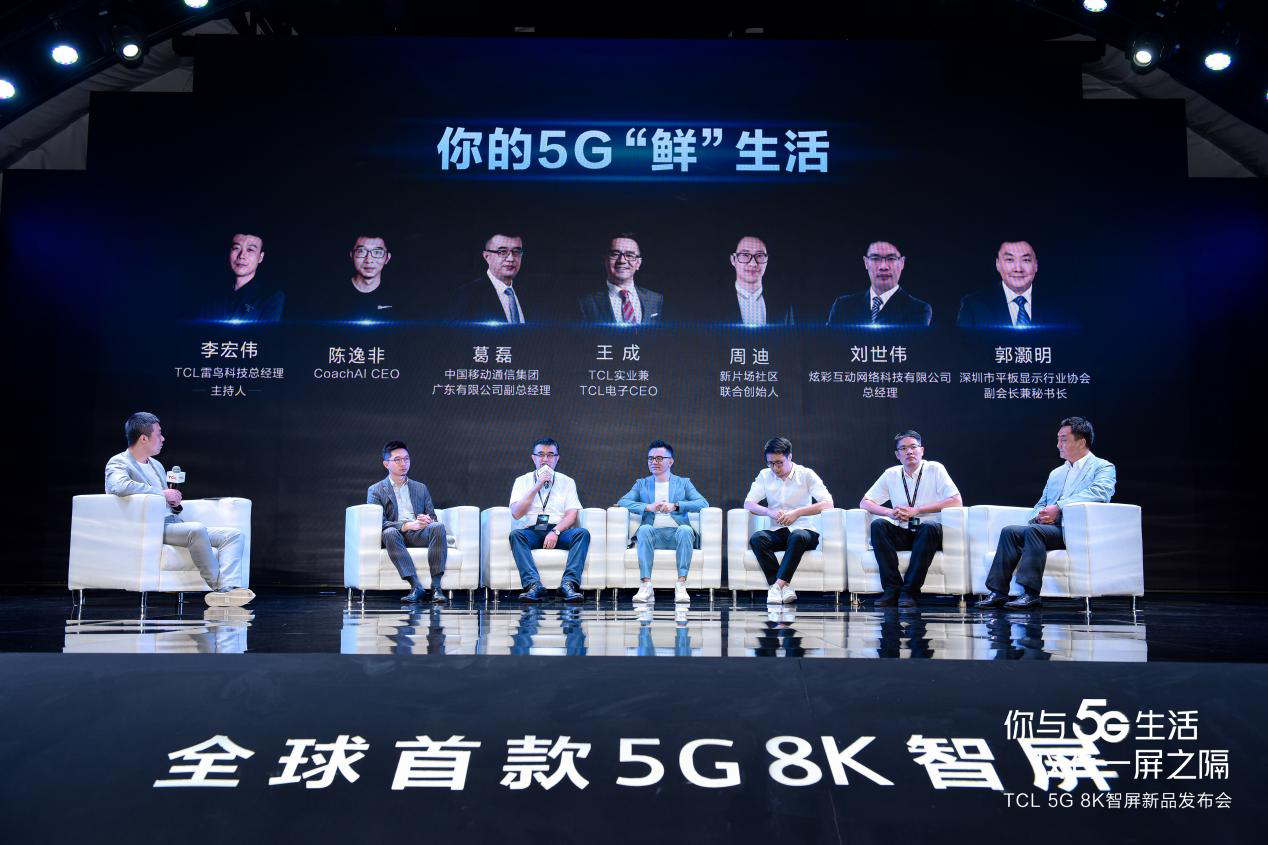 你的5G“鲜”生活
李宏伟
TCL雷鸟科技总经理
主持人
陈逸非
CoachAI CEO
葛磊
中国移动通信集团
广东有限公司副总经理
王成
TCL实业兼
TCL电子CEO
周迪
新片场社区
联合创始人
刘世伟
炫彩互动网络科技有限公司
总经理
郭灏明
深圳市平板显示行业协会
副会长兼秘书长
TCL
全球首款5G 8K智屏
你与5G生活
一屏之隔
TCL 5G 8K智屏新品发布会